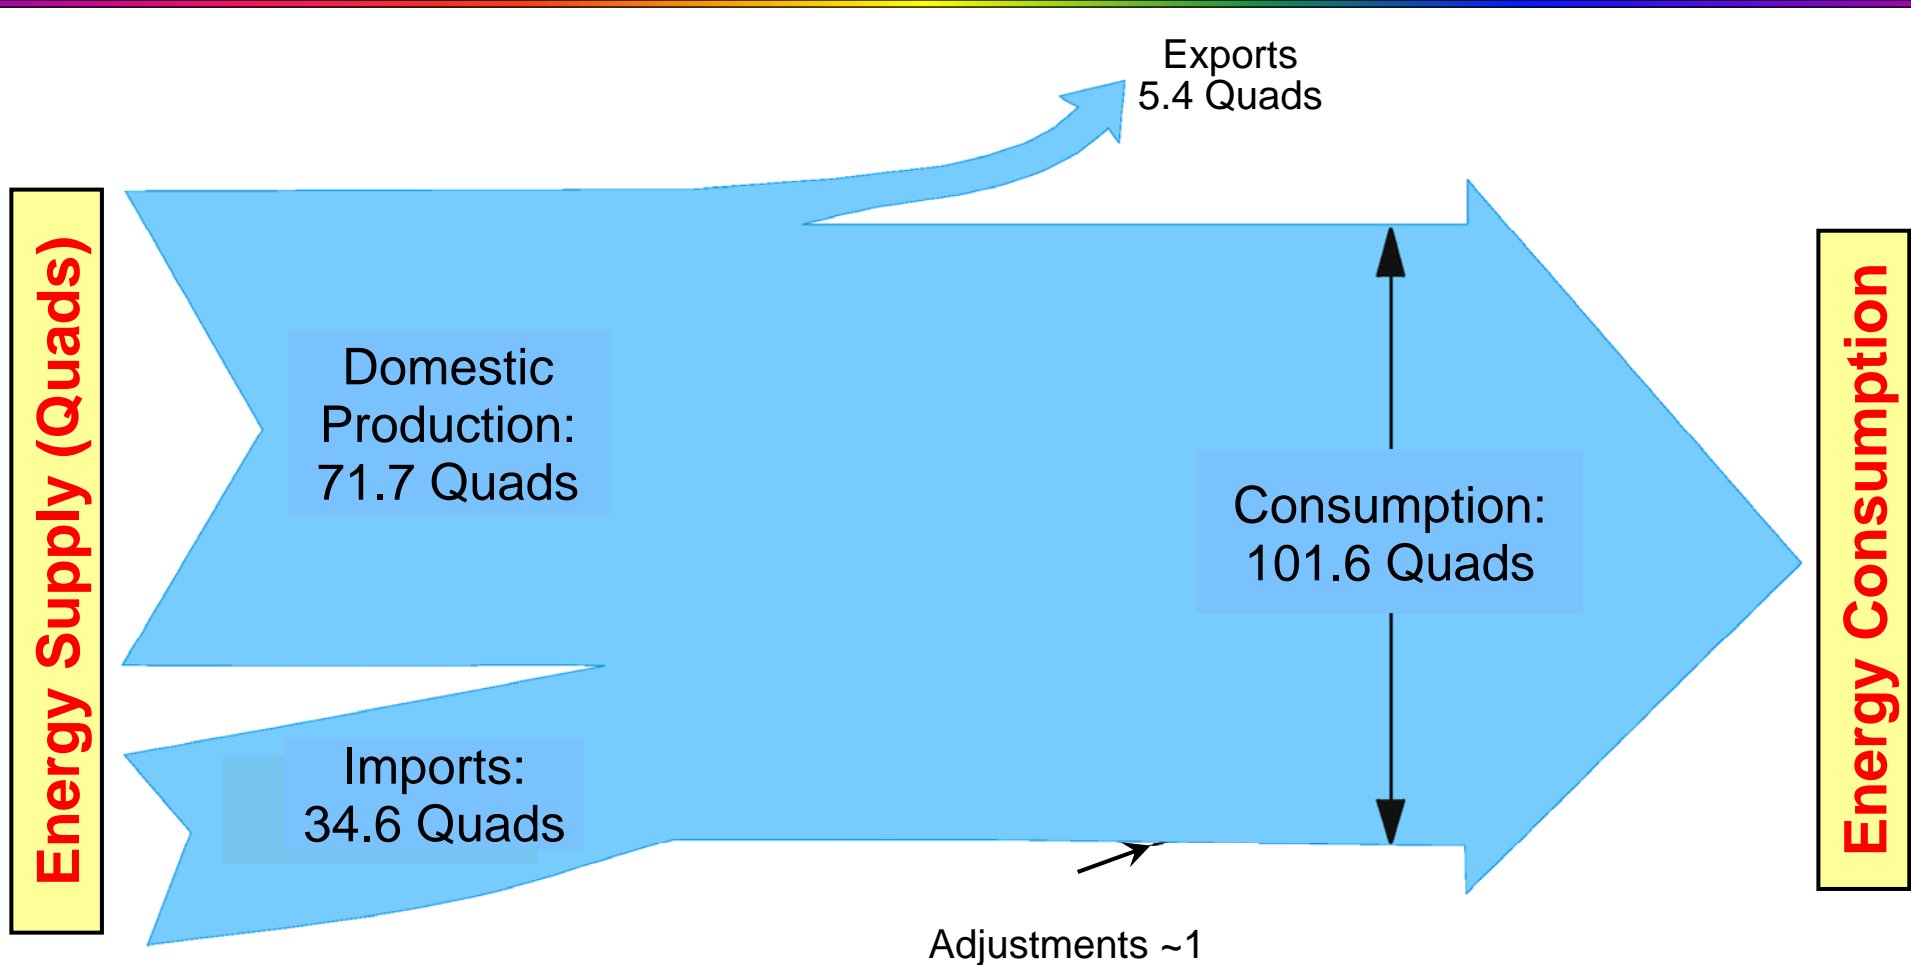 Exports
5.4 Quads
Energy Supply (Quads)
Domestic
Production:
71.7 Quads
Consumption:
101.6 Quads
Energy Consumption
Imports:
34.6 Quads
Adjustments ~1